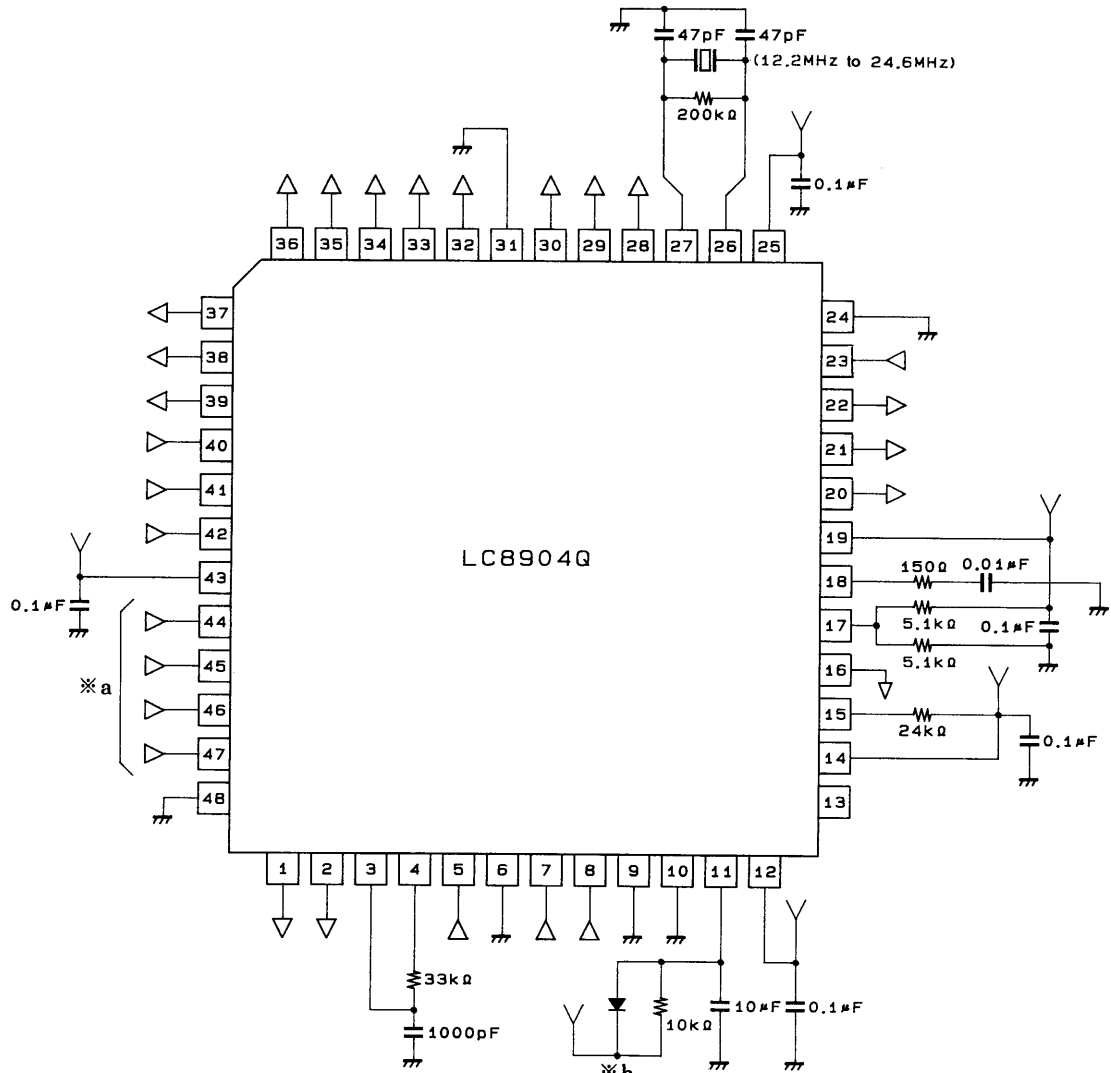 47pF 47pF
(12.2MHz to 24.6MHz)
200kΩ
0.1μF
36 35 34 33 32 31 30 29 28 27 26 25
37 24
38 23
39 22
40 21
41 20
42 19
LC8904Q
43 18 150Ω 0.01μF
0.1μF
44 17 5.1kΩ 0.1μF
45 5.1kΩ
※a 16
46 15
47 24kΩ 0.1μF
14
48 13
1 2 3 4 5 6 7 8 9 10 11 12
33kΩ
1000pF 10kΩ 10μF 0.1μF
※b